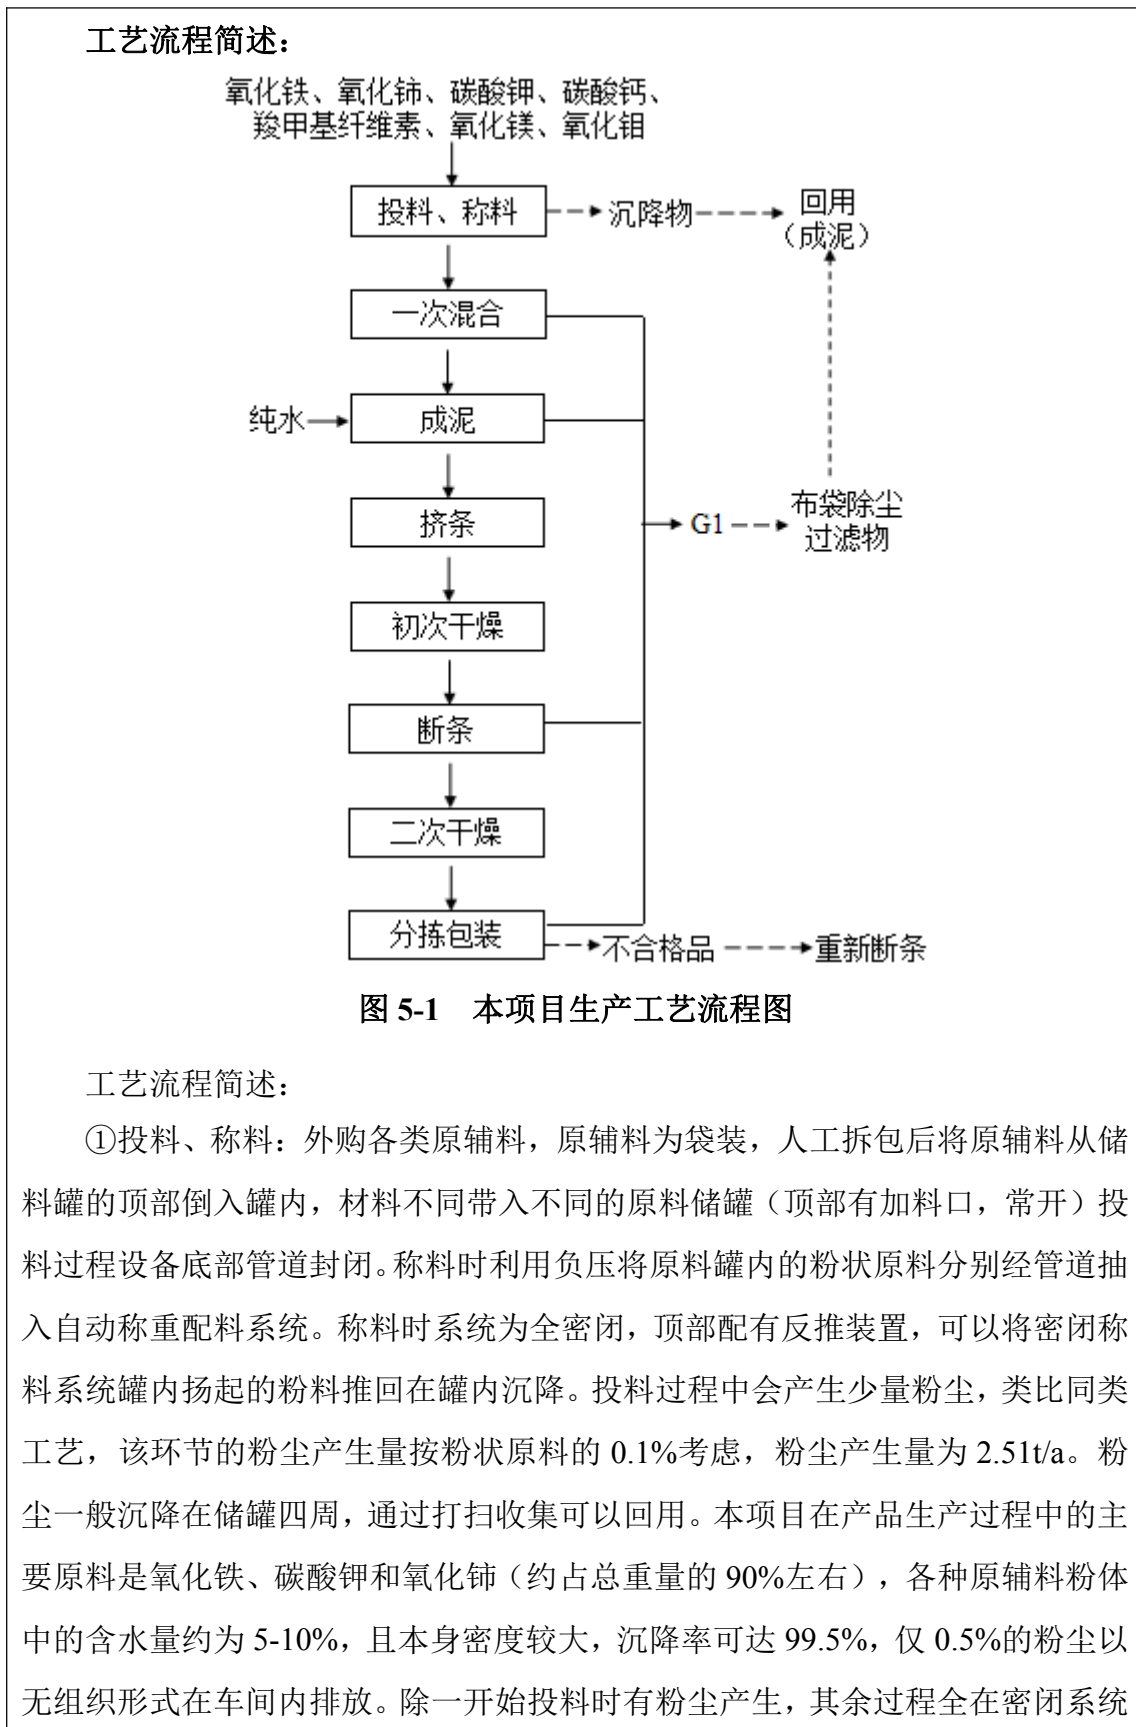 工艺流程简述：
氧化铁、氧化铈、碳酸钾、碳酸钙、
羧甲基纤维素、氧化镁、氧化钼
投料、称料
沉降物
回用
（成泥）
一次混合
纯水
成泥
挤条
G1
布袋除尘
过滤物
初次干燥
断条
二次干燥
分拣包装
不合格品
重新断条
图 5-1 本项目生产工艺流程图
工艺流程简述：
①投料、称料：外购各类原辅料，原辅料为袋装，人工拆包后将原辅料从储
料罐的顶部倒入罐内，材料不同带入不同的原料储罐（顶部有加料口，常开）投
料过程设备底部管道封闭。称料时利用负压将原料罐内的粉状原料分别经管道抽
入自动称重配料系统。称料时系统为全密闭，顶部配有反推装置，可以将密闭称
料系统罐内扬起的粉料推回在罐内沉降。投料过程中会产生少量粉尘，类比同类
工艺，该环节的粉尘产生量按粉状原料的 0.1%考虑，粉尘产生量为 2.51t/a。粉
尘一般沉降在储罐四周，通过打扫收集可以回用。本项目在产品生产过程中的主
要原料是氧化铁、碳酸钾和氧化铈（约占总重量的 90%左右），各种原辅料粉体
中的含水量约为 5-10%，且本身密度较大，沉降率可达 99.5%，仅 0.5%的粉尘以
无组织形式在车间内排放。除一开始投料时有粉尘产生，其余过程全在密闭系统